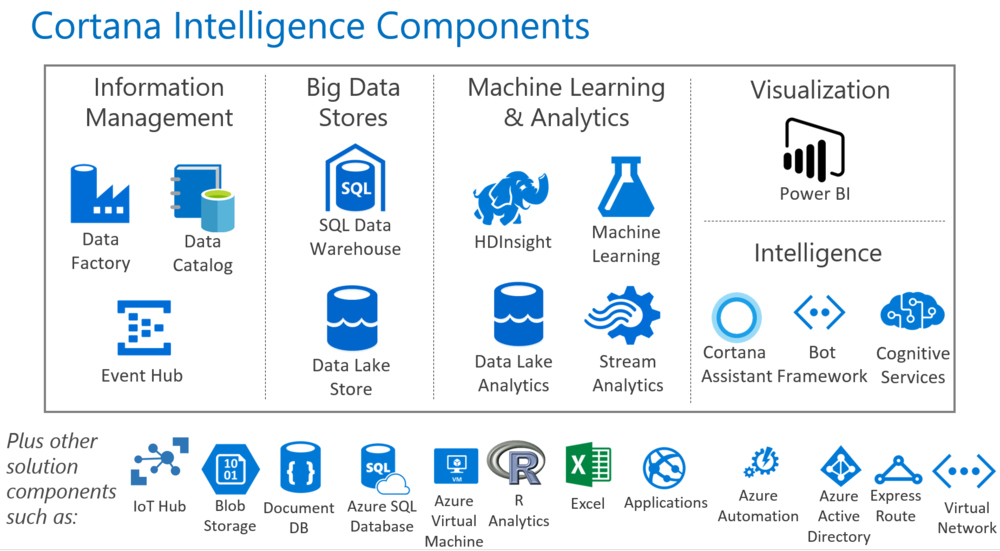 Cortana Intelligence Components
Information
Management
Data
Factory
Data
Catalog
Event Hub
Big Data
Stores
SQL
SQL Data
Warehouse
Data Lake
Store
Machine Learning
& Analytics
HDInsight
Machine
Learning
Data Lake
Analytics
Stream
Analytics
Visualization
Power BI
Intelligence
Cortana
Assistant
Bot
Framework
Cognitive
Services
Plus other
solution
components
such as:
IoT Hub
10
01
Blob
Storage
Document
DB
SQL
Azure SQL
Database
VM
Azure
Virtual
Machine
R
R
Analytics
X
Excel
Applications
Azure
Automation
Azure
Active
Directory
Express
Route
Virtual
Network